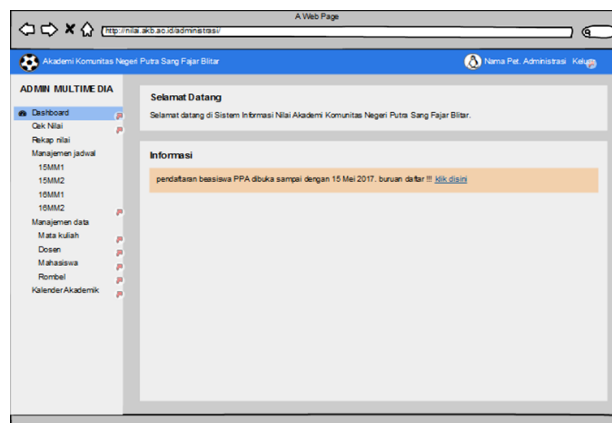 A Web Page
http://nilai.akb.ac.id/administrasi/
Akademi Komunitas Negeri Putra Sang Fajar Blitar
Nama Pet. Administrasi Keluar
ADMIN MULTIMEDIA
Dashboard
Cek Nilai
Rekap nilai
Manajemen jadwal
15MM1
15MM2
16MM1
16MM2
Manajemen data
Mata kuliah
Dosen
Mahasiswa
Rombel
Kalender Akademik
Selamat Datang
Selamat datang di Sistem Informasi Nilai Akademi Komunitas Negeri Putra Sang Fajar Blitar.
Informasi
pendaftaran beasiswa PPA dibuka sampai dengan 15 Mei 2017. buruan daftar !!! klik disini